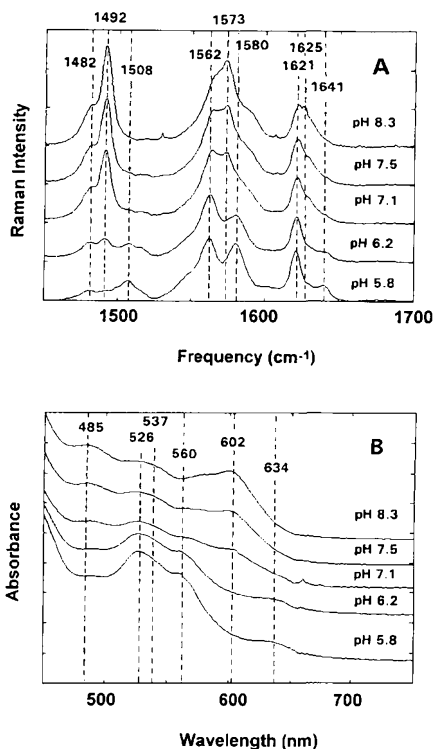 1492
1573
1482
1508
1562
1580
1625
1621
1641
A
pH 8.3
pH 7.5
pH 7.1
pH 6.2
pH 5.8
Raman Intensity
1500
1600
1700
Frequency (cm-1)
B
485
537
526
560
602
634
pH 8.3
pH 7.5
pH 7.1
pH 6.2
pH 5.8
Absorbance
500
600
700
Wavelength (nm)